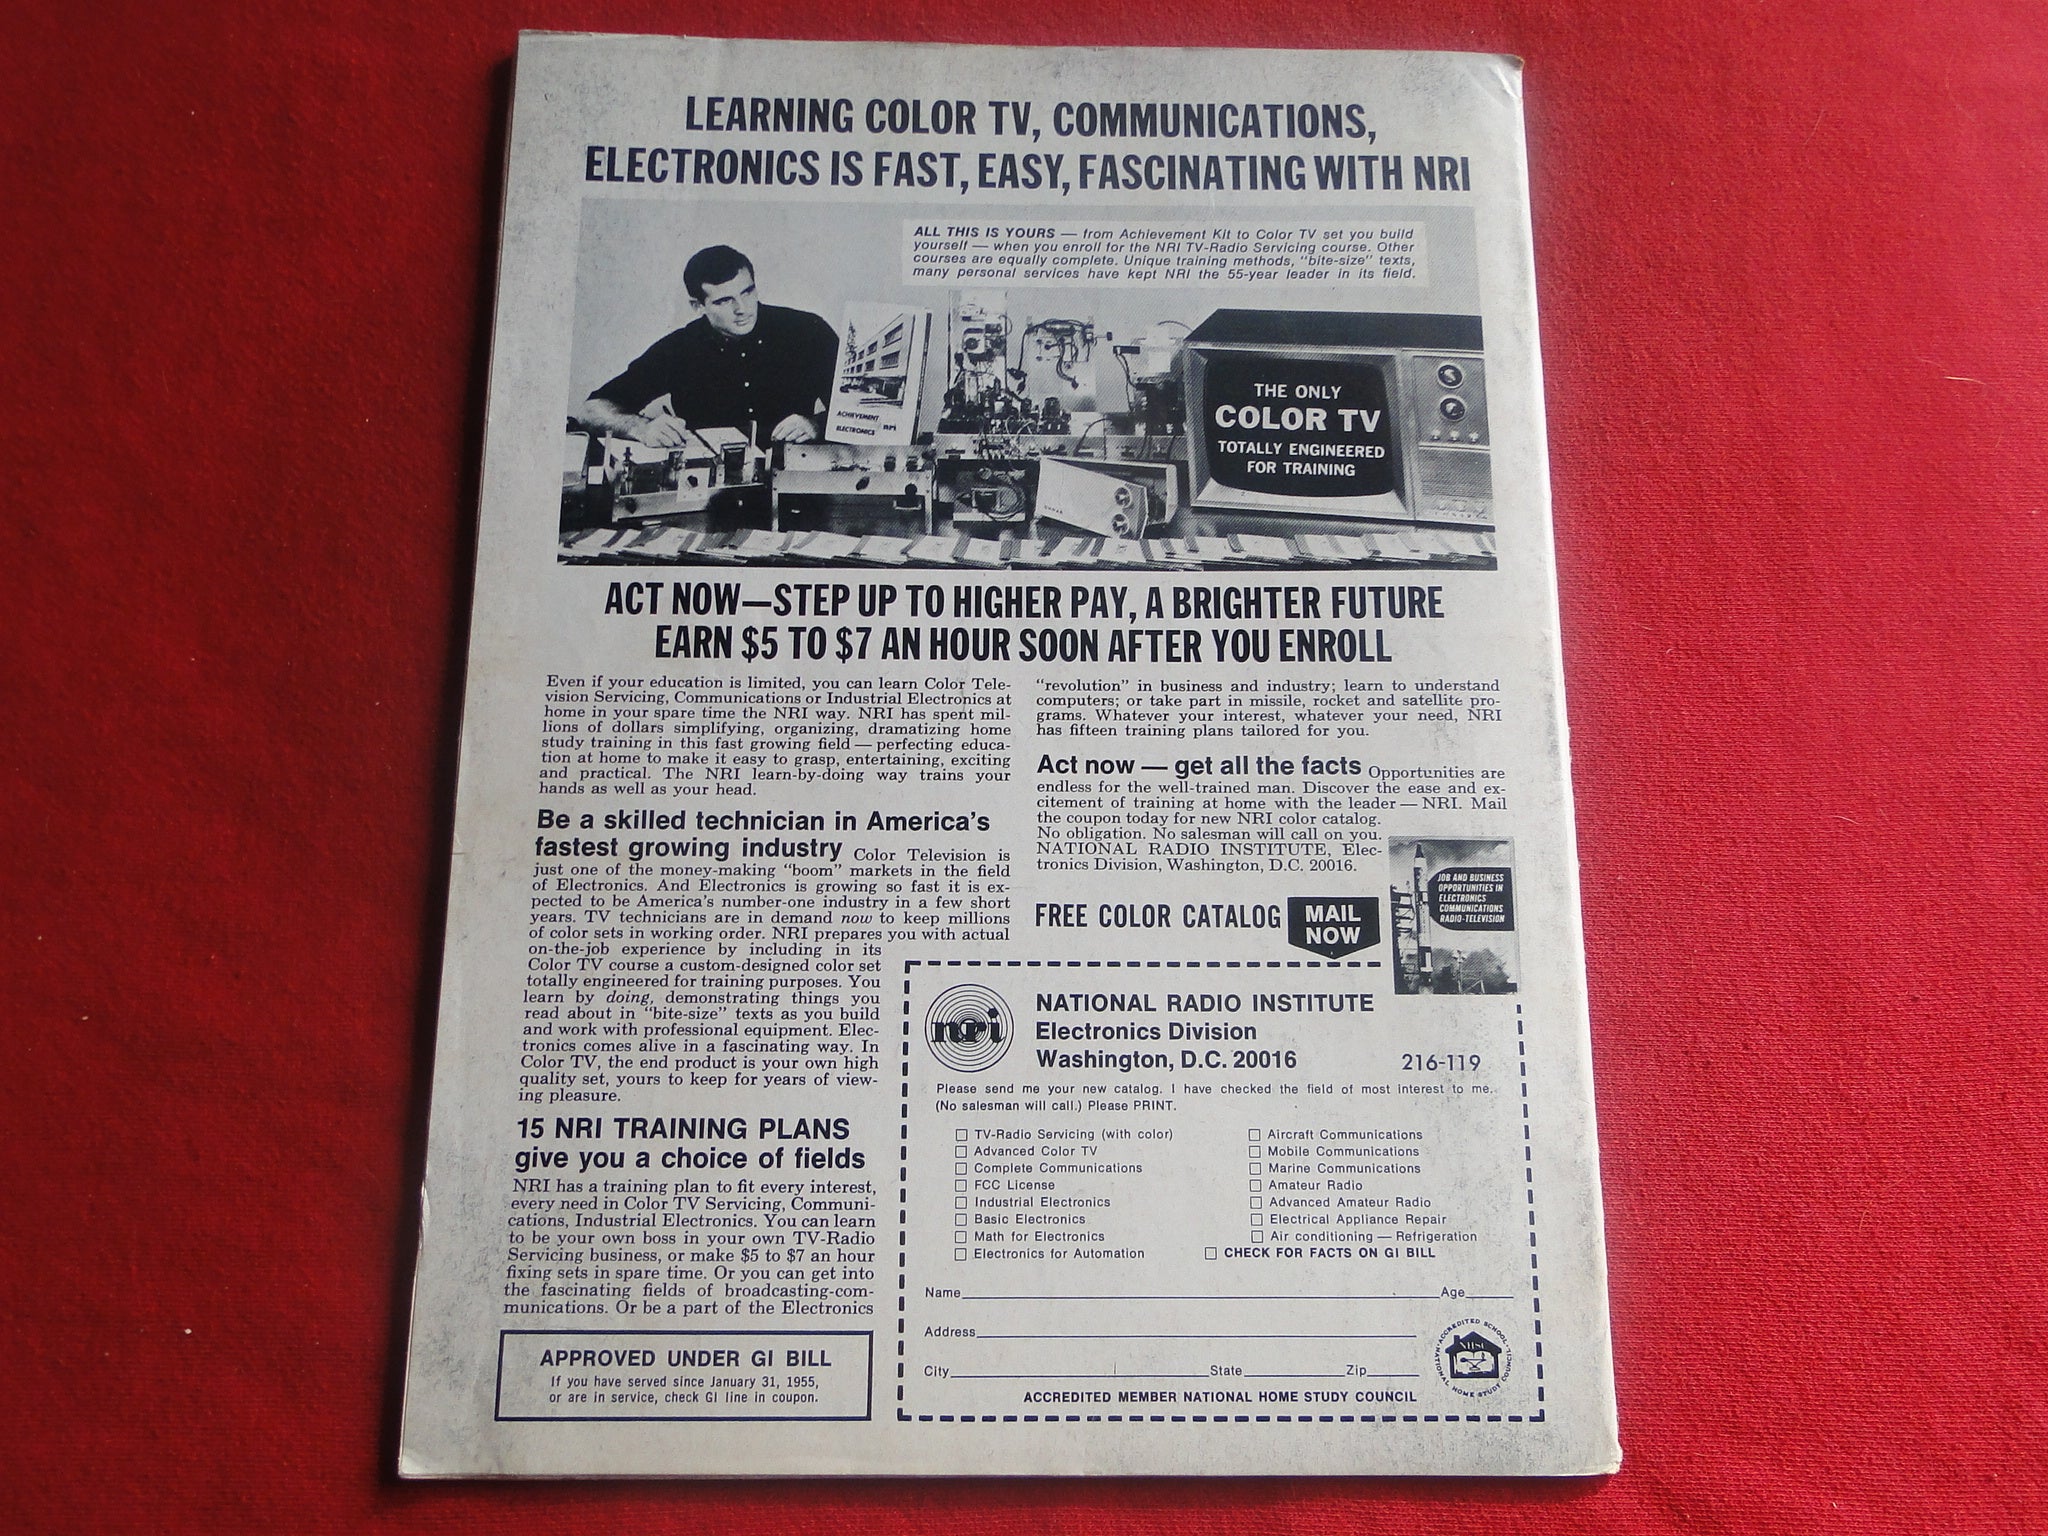 LEARNING COLOR TV, COMMUNICATIONS,
ELECTRONICS IS FAST, EASY, FASCINATING WITH NRI
ALL THIS IS YOURS — from Achievement Kit to Color TV set you build
yourself — when you enroll for the NRI TV-Radio Servicing course. Other
courses are equally complete. Unique training methods, "bite-size" texts,
many personal services have kept NRI the 55-year leader in its field.
ACHIEVEMENT
ELECTRONICS nri
THE ONLY
COLOR TV
TOTALLY ENGINEERED
FOR TRAINING
ACT NOW—STEP UP TO HIGHER PAY, A BRIGHTER FUTURE
EARN $5 TO $7 AN HOUR SOON AFTER YOU ENROLL
Even if your education is limited, you can learn Color Tele-
vision Servicing, Communications or Industrial Electronics at
home in your spare time the NRI way. NRI has spent mil-
lions of dollars simplifying, organizing, dramatizing home
study training in this fast growing field — perfecting educa-
tion at home to make it easy to grasp, entertaining, exciting
and practical. The NRI learn-by-doing way trains your
hands as well as your head.
Be a skilled technician in America's
fastest growing industry Color Television is
just one of the money-making "boom" markets in the field
of Electronics. And Electronics is growing so fast it is ex-
pected to be America's number-one industry in a few short
years. TV technicians are in demand now to keep millions
of color sets in working order. NRI prepares you with actual
on-the-job experience by including in its
Color TV course a custom-designed color set
totally engineered for training purposes. You
learn by doing, demonstrating things you
read about in "bite-size" texts as you build
and work with professional equipment. Elec-
tronics comes alive in a fascinating way. In
Color TV, the end product is your own high
quality set, yours to keep for years of view-
ing pleasure.
15 NRI TRAINING PLANS
give you a choice of fields
NRI has a training plan to fit every interest,
every need in Color TV Servicing, Communi-
cations, Industrial Electronics. You can learn
to be your own boss in your own TV-Radio
Servicing business, or make $5 to $7 an hour
fixing sets in spare time. Or you can get into
the fascinating fields of broadcasting-com-
munications. Or be a part of the Electronics
APPROVED UNDER GI BILL
If you have served since January 31, 1955,
or are in service, check GI line in coupon.
"revolution" in business and industry; learn to understand
computers; or take part in missile, rocket and satellite pro-
grams. Whatever your interest, whatever your need, NRI
has fifteen training plans tailored for you.
Act now — get all the facts Opportunities are
endless for the well-trained man. Discover the ease and ex-
citement of training at home with the leader — NRI. Mail
the coupon today for new NRI color catalog.
No obligation. No salesman will call on you.
NATIONAL RADIO INSTITUTE, Elec-
tronics Division, Washington, D.C. 20016.
FREE COLOR CATALOG
MAIL
NOW
JOB AND BUSINESS
OPPORTUNITIES IN
ELECTRONICS
COMMUNICATIONS
RADIO-TELEVISION
nri
NATIONAL RADIO INSTITUTE
Electronics Division
Washington, D.C. 20016 216-119
Please send me your new catalog. I have checked the field of most interest to me.
(No salesman will call.) Please PRINT.
TV-Radio Servicing (with color)
Advanced Color TV
Complete Communications
FCC License
Industrial Electronics
Basic Electronics
Math for Electronics
Electronics for Automation
Aircraft Communications
Mobile Communications
Marine Communications
Amateur Radio
Advanced Amateur Radio
Electrical Appliance Repair
Air conditioning — Refrigeration
CHECK FOR FACTS ON GI BILL
Name Age
Address
City State Zip
ACCREDITED MEMBER NATIONAL HOME STUDY COUNCIL
ACCREDITED SCHOOL
NATIONAL HOME STUDY COUNCIL
NHSC